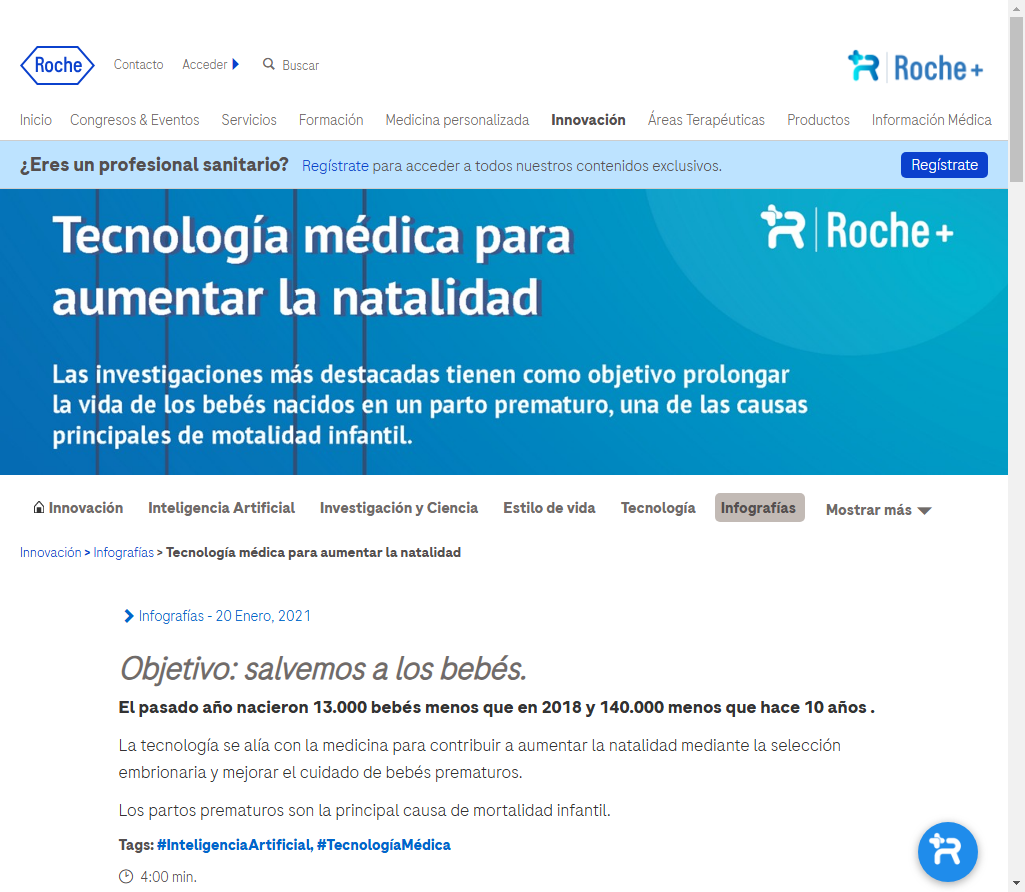 Roche
Contacto
Acceder
Buscar
Roche+
Inicio
Congresos & Eventos
Servicios
Formación
Medicina personalizada
Innovación
Áreas Terapéuticas
Productos
Información Médica
¿Eres un profesional sanitario?
Regístrate para acceder a todos nuestros contenidos exclusivos.
Regístrate
Tecnología médica para
aumentar la natalidad
Roche+
Las investigaciones más destacadas tienen como objetivo prolongar
la vida de los bebés nacidos en un parto prematuro, una de las causas
principales de motalidad infantil.
Innovación
Inteligencia Artificial
Investigación y Ciencia
Estilo de vida
Tecnología
Infografías
Mostrar más
Innovación > Infografías > Tecnología médica para aumentar la natalidad
Infografías - 20 Enero, 2021
Objetivo: salvemos a los bebés.
El pasado año nacieron 13.000 bebés menos que en 2018 y 140.000 menos que hace 10 años .
La tecnología se alía con la medicina para contribuir a aumentar la natalidad mediante la selección
embrionaria y mejorar el cuidado de bebés prematuros.
Los partos prematuros son la principal causa de mortalidad infantil.
Tags: #InteligenciaArtificial, #TecnologíaMédica
4:00 min.